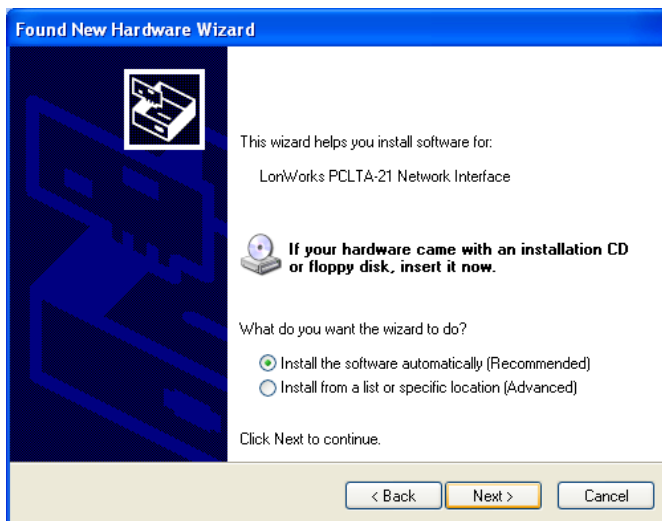 Found New Hardware Wizard
This wizard helps you install software for:
LonWorks PCLTA-21 Network Interface
If your hardware came with an installation CD
or floppy disk, insert it now.
What do you want the wizard to do?
Install the software automatically (Recommended)
Install from a list or specific location (Advanced)
Click Next to continue.
< Back Next > Cancel